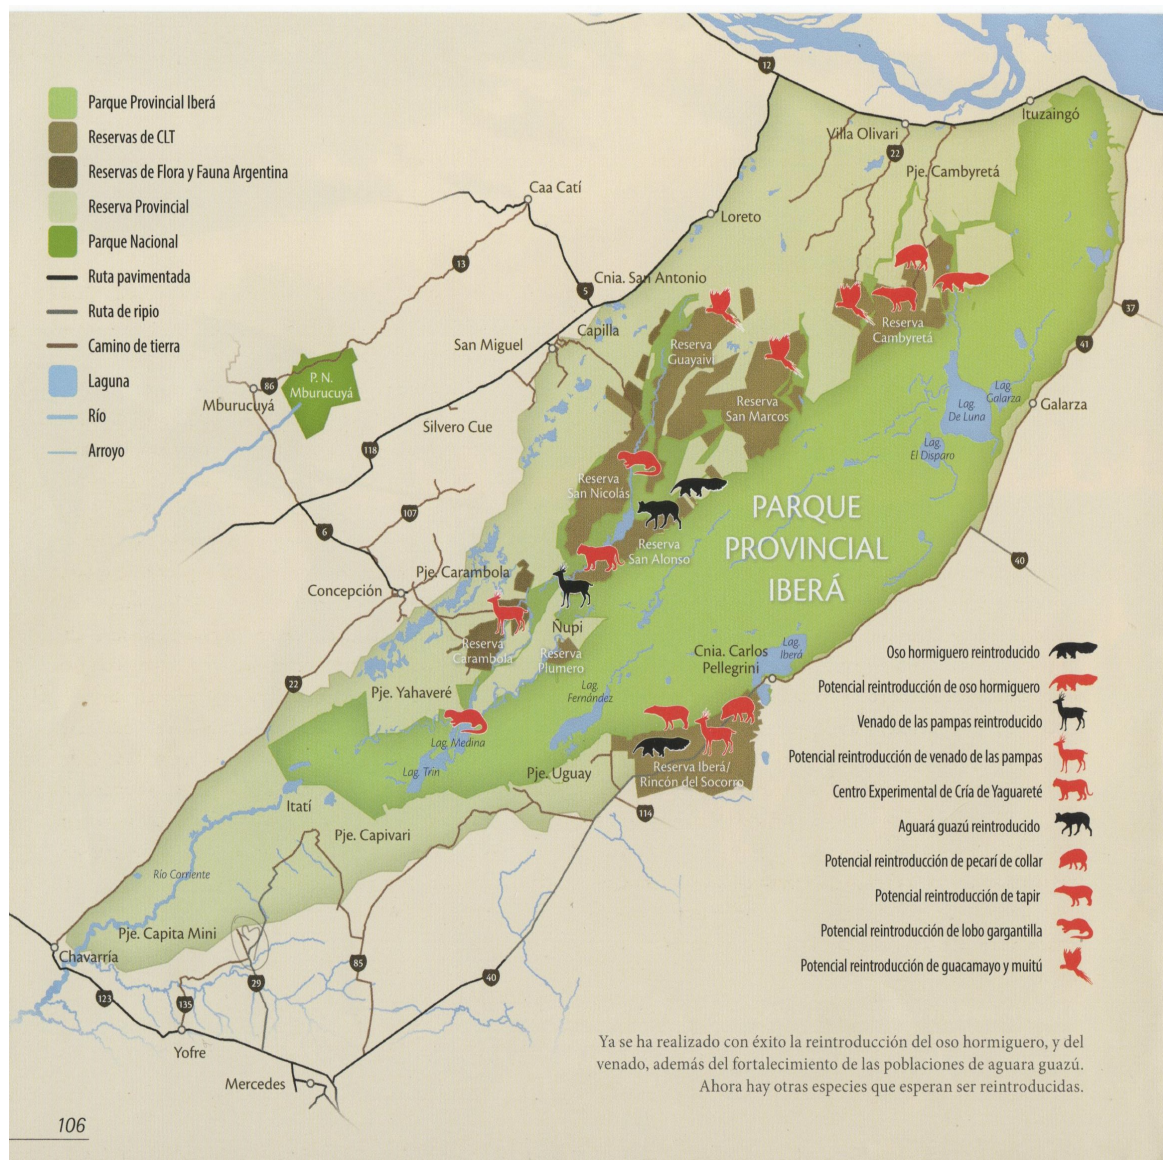 Parque Provincial Iberá
Reservas de CLT
Reservas de Flora y Fauna Argentina
Reserva Provincial
Parque Nacional
Ruta pavimentada
Ruta de ripio
Camino de tierra
Laguna
Río
Arroyo
12
Ituzaingó
Villa Olivari
22
Pje. Cambyretá
Caa Catí
Loreto
13
Cnia. San Antonio
5
37
Capilla
Reserva
Cambyretá
San Miguel
Reserva
Guayaivi
41
P. N.
Mburucuyá
86
Mburucuyá
Lag.
Galarza
Lag.
De Luna
Galarza
Reserva
San Marcos
Silvero Cue
118
Lag.
El Disparo
Reserva
San Nicolás
107
6
PARQUE
PROVINCIAL
IBERÁ
Reserva
San Alonso
40
Pje. Carambola
Concepción
Ñupi
Reserva
Carambola
Reserva
Plumero
Cnia. Carlos
Pellegrini
Lag.
Iberá
22
Pje. Yahaveré
Lag.
Fernández
Lag. Medina
Lag. Trin
Pje. Uguay
Reserva Iberá/
Rincón del Socorro
114
Itatí
Pje. Capivari
Río Corriente
Pje. Capita Mini
Chavarría
85
29
40
123
135
Yofre
Mercedes
Oso hormiguero reintroducido
Potencial reintroducción de oso hormiguero
Venado de las pampas reintroducido
Potencial reintroducción de venado de las pampas
Centro Experimental de Cría de Yaguareté
Aguará guazú reintroducido
Potencial reintroducción de pecarí de collar
Potencial reintroducción de tapir
Potencial reintroducción de lobo gargantilla
Potencial reintroducción de guacamayo y muitú
Ya se ha realizado con éxito la reintroducción del oso hormiguero, y del
venado, además del fortalecimiento de las poblaciones de aguara guazú.
Ahora hay otras especies que esperan ser reintroducidas.
106